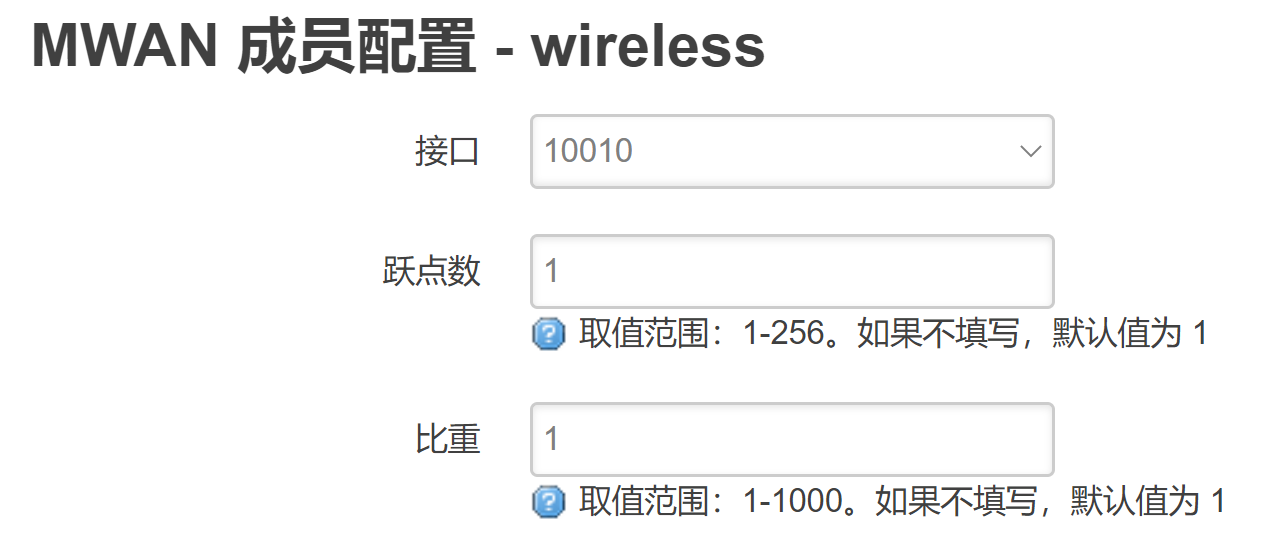 MWAN 成员配置 - wireless
接口 10010
跃点数 1
取值范围：1-256。如果不填写，默认值为 1
比重 1
取值范围：1-1000。如果不填写，默认值为 1